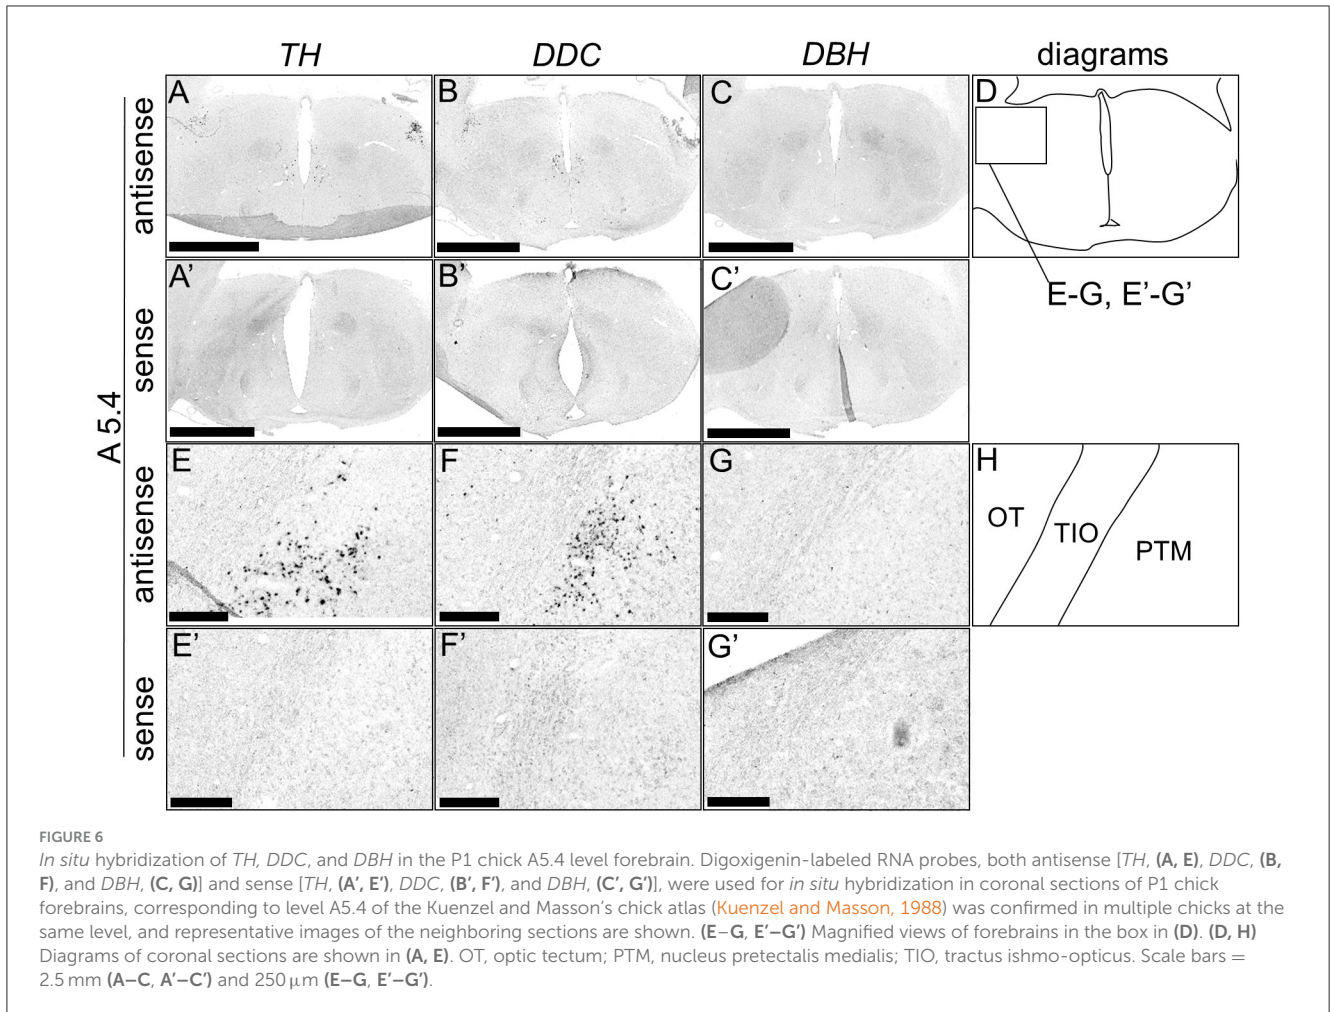 TH DDC DBH diagrams
antisense
A B C D
E-G, E’-G’
sense
A’ B’ C’
A 5.4
antisense
E F G H
OT TIO PTM
sense
E’ F’ G’
FIGURE 6
In situ hybridization of TH, DDC, and DBH in the P1 chick A5.4 level forebrain. Digoxigenin-labeled RNA probes, both antisense [TH, (A, E), DDC, (B,
F), and DBH, (C, G)] and sense [TH, (A’, E’), DDC, (B’, F’), and DBH, (C’, G’)], were used for in situ hybridization in coronal sections of P1 chick
forebrains, corresponding to level A5.4 of the Kuenzel and Masson’s chick atlas (Kuenzel and Masson, 1988) was confirmed in multiple chicks at the
same level, and representative images of the neighboring sections are shown. (E–G, E’–G’) Magnified views of forebrains in the box in (D). (D, H)
Diagrams of coronal sections are shown in (A, E). OT, optic tectum; PTM, nucleus pretectalis medialis; TIO, tractus ishmo-opticus. Scale bars =
2.5 mm (A–C, A’–C’) and 250 μm (E–G, E’–G’).